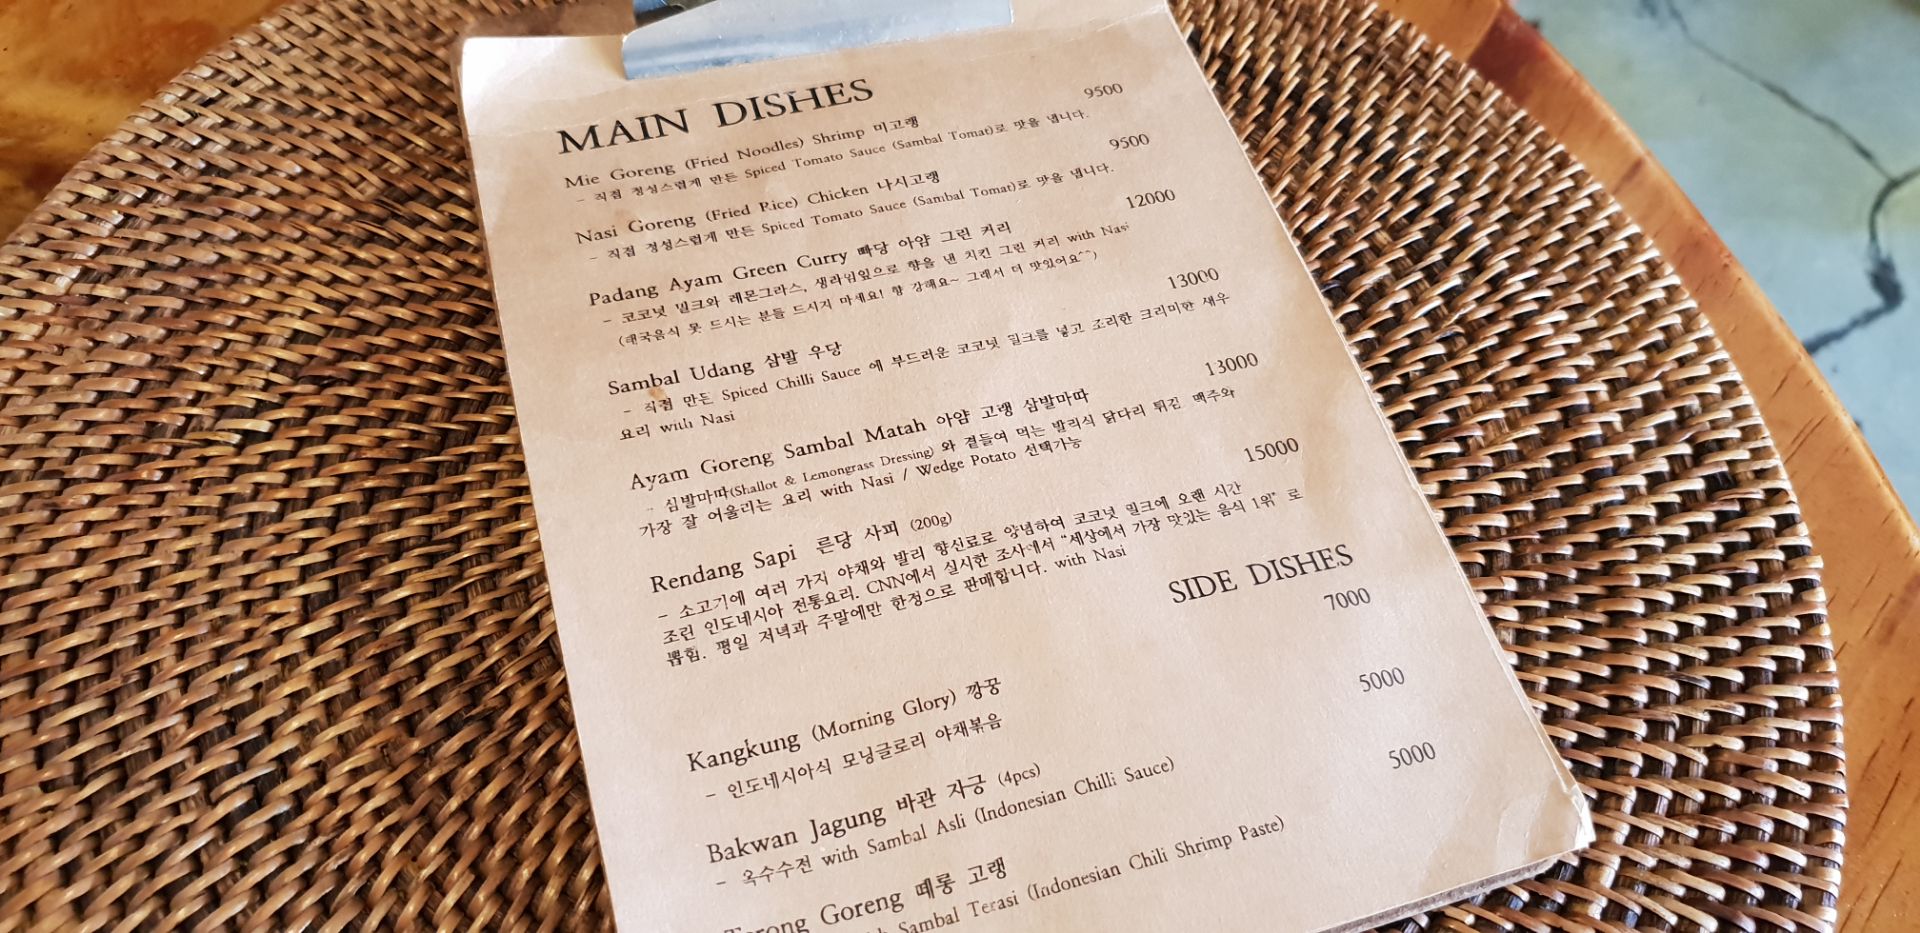 MAIN DISHES
Mie Goreng (Fried Noodles) Shrimp 미고랭 9500
- 직접 정성스럽게 만든 Spiced Tomato Sauce (Sambal Tomat)로 맛을 냅니다.
Nasi Goreng (Fried Rice) Chicken 나시고랭 9500
- 직접 정성스럽게 만든 Spiced Tomato Sauce (Sambal Tomat)로 맛을 냅니다.
Padang Ayam Green Curry 빠당 아얌 그린 커리 12000
- 코코넛 밀크와 레몬그라스, 생라임잎으로 향을 낸 치킨 그린 커리 with Nasi
(태국음식 못 드시는 분들 드시지 마세요! 향 강해요~ 그래서 더 맛있어요^^)
Sambal Udang 삼발 우당 13000
- 직접 만든 Spiced Chilli Sauce 에 부드러운 코코넛 밀크를 넣고 조리한 크리미한 새우
요리 with Nasi
Ayam Goreng Sambal Matah 아얌 고랭 삼발마따 13000
- 삼발마따(Shallot & Lemongrass Dressing) 와 곁들여 먹는 발리식 닭다리 튀김. 맥주와
가장 잘 어울리는 요리 with Nasi / Wedge Potato 선택가능
Rendang Sapi 른당 사피 (200g) 15000
- 소고기에 여러 가지 야채와 발리 향신료로 양념하여 코코넛 밀크에 오랜 시간
조린 인도네시아 전통요리. CNN에서 실시한 조사에서 "세상에서 가장 맛있는 음식 1위" 로
뽑힘. 평일 저녁과 주말에만 한정으로 판매합니다. with Nasi
SIDE DISHES
Kangkung (Morning Glory) 깡꿍 7000
- 인도네시아식 모닝글로리 야채볶음
Bakwan Jagung 바관 자궁 (4pcs) 5000
- 옥수수전 with Sambal Asli (Indonesian Chilli Sauce)
Terong Goreng 떼롱 고랭 5000
Sambal Terasi (Indonesian Chili Shrimp Paste)